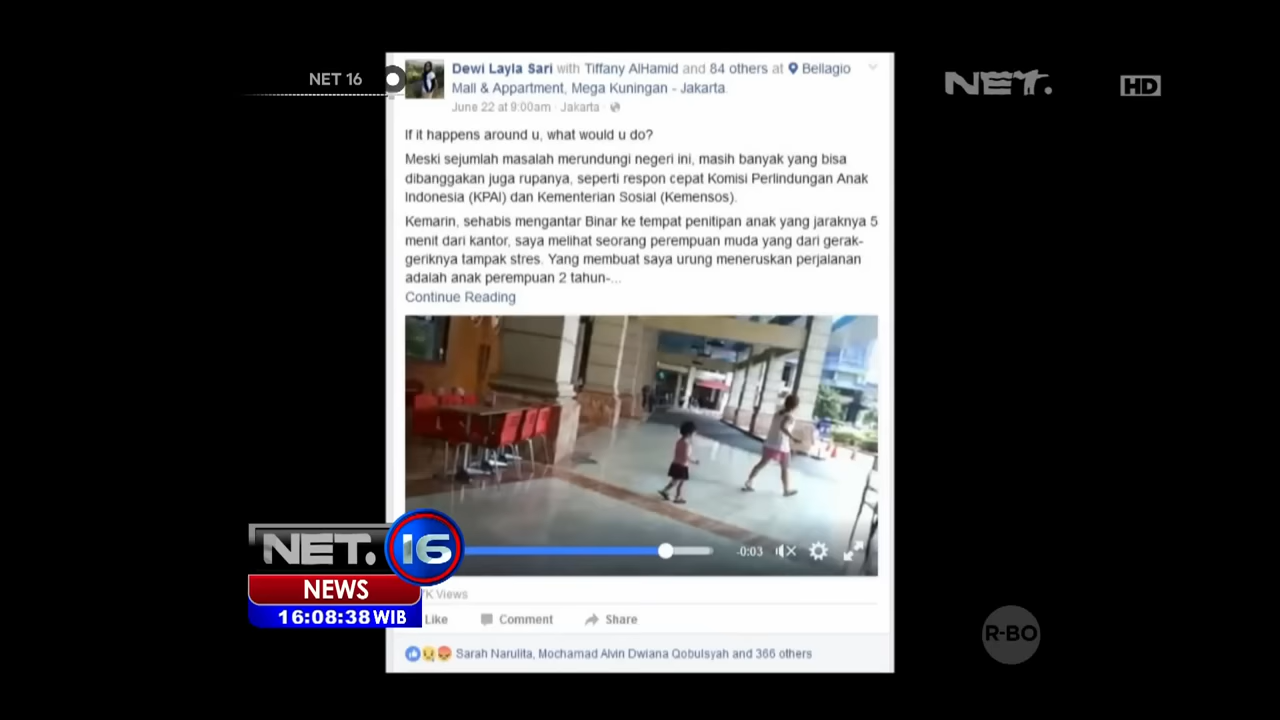 NET 16
NET.
HD
Dewi Layla Sari with Tiffany AlHamid and 84 others at Bellagio
Mall & Appartment, Mega Kuningan - Jakarta.
June 22 at 9:00am · Jakarta ·
If it happens around u, what would u do?
Meski sejumlah masalah merundungi negeri ini, masih banyak yang bisa
dibanggakan juga rupanya, seperti respon cepat Komisi Perlindungan Anak
Indonesia (KPAI) dan Kementerian Sosial (Kemensos).
Kemarin, sehabis mengantar Binar ke tempat penitipan anak yang jaraknya 5
menit dari kantor, saya melihat seorang perempuan muda yang dari gerak-
geriknya tampak stres. Yang membuat saya urung meneruskan perjalanan
adalah anak perempuan 2 tahun-...
Continue Reading
-0:03
NET. 16
NEWS
16:08:38 WIB
7K Views
Like Comment Share
Sarah Narulita, Mochamad Alvin Dwiana Qobulsyah and 366 others
R-BO